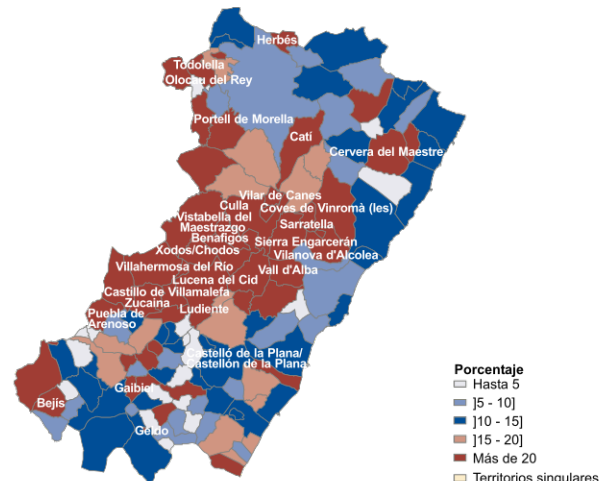 Herbés
Todolella
Olocau del Rey
Portell de Morella
Catí
Cervera del Maestre
Vilar de Canes
Culla
Coves de Vinromà (les)
Vistabella del
Maestrazgo
Sarratella
Benafigos
Sierra Engarcerán
Xodos/Chodos
Vilanova d'Alcolea
Villahermosa del Río
Vall d'Alba
Lucena del Cid
Castillo de Villamalefa
Zucaina
Ludiente
Puebla de
Arenoso
Castelló de la Plana/
Castellón de la Plana
Gaibiel
Bejís
Geldo
Porcentaje
Hasta 5
]5 - 10]
]10 - 15]
]15 - 20]
Más de 20
Territorios singulares